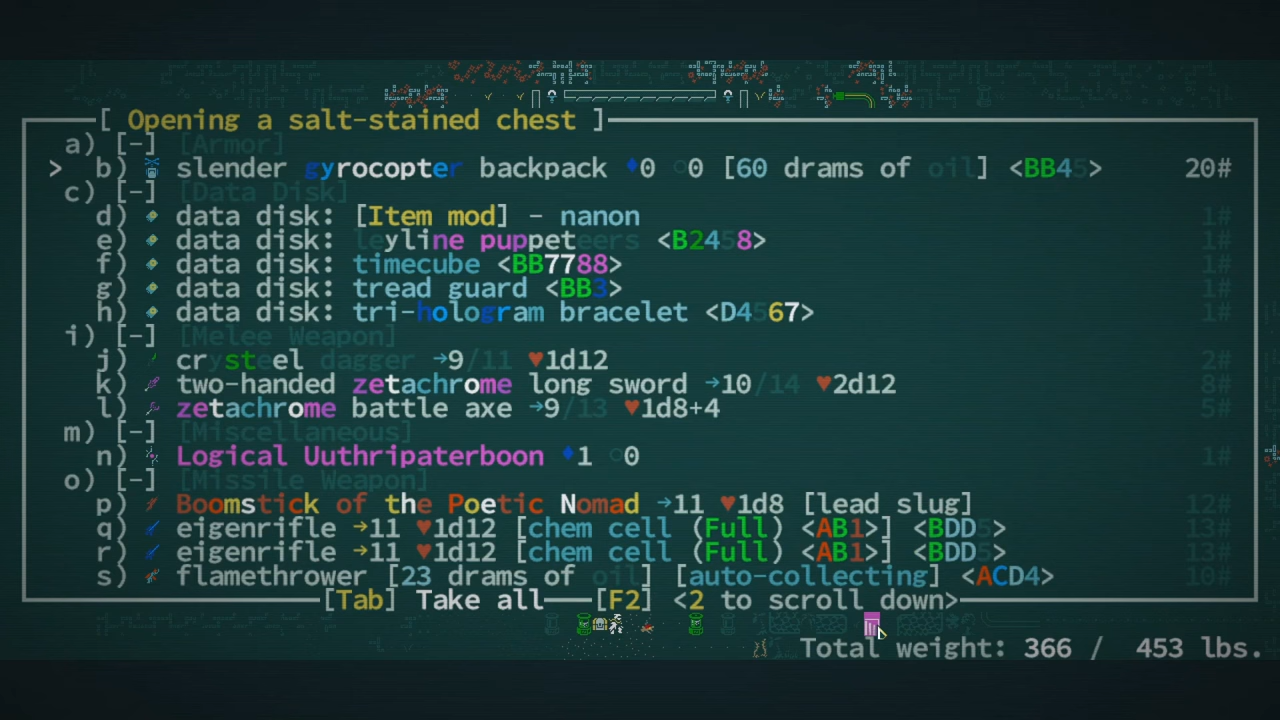 [ Opening a salt-stained chest ]
a) [-] [Armor]
> b) slender gyrocopter backpack ♦0 ○0 [60 drams of oil] <BB45> 20#
c) [-] [Data Disk]
d) data disk: [Item mod] - nanon 1#
e) data disk: leyline puppeteers <B2458> 1#
f) data disk: timecube <BB7788> 1#
g) data disk: tread guard <BB3> 1#
h) data disk: tri-hologram bracelet <D4567> 1#
i) [-] [Melee Weapon]
j) crysteel dagger →9/11 ♥1d12 2#
k) two-handed zetachrome long sword →10/14 ♥2d12 8#
l) zetachrome battle axe →9/13 ♥1d8+4 5#
m) [-] [Miscellaneous]
n) Logical Uuthripaterboon ♦1 ○0 1#
o) [-] [Missile Weapon]
p) Boomstick of the Poetic Nomad →11 ♥1d8 [lead slug] 12#
q) eigenrifle →11 ♥1d12 [chem cell (Full) <AB1>] <BDD5> 13#
r) eigenrifle →11 ♥1d12 [chem cell (Full) <AB1>] <BDD5> 13#
s) flamethrower [23 drams of oil] [auto-collecting] <ACD4> 10#
[Tab] Take all [F2] <2 to scroll down>
Total weight: 366 / 453 lbs.